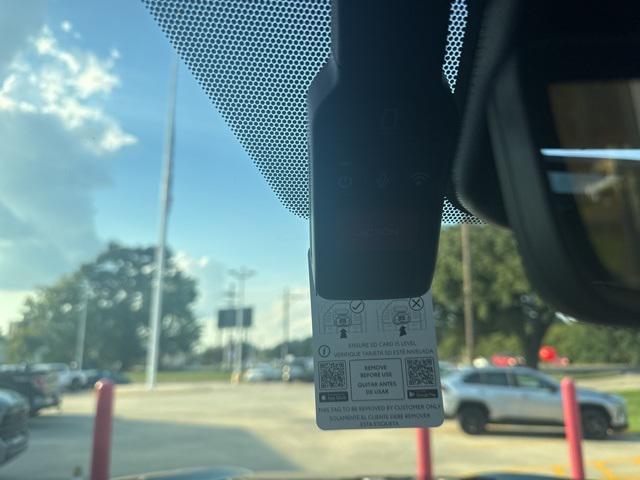 ENSURE SD CARD IS LEVEL
VERIFIQUE TARJETA SD ESTÉ NIVELADA
REMOVE
BEFORE USE
QUITAR ANTES
DE USAR
THIS TAG TO BE REMOVED BY CUSTOMER ONLY
SOLAMENTE EL CLIENTE DEBE REMOVER
ESTA ETIQUETA